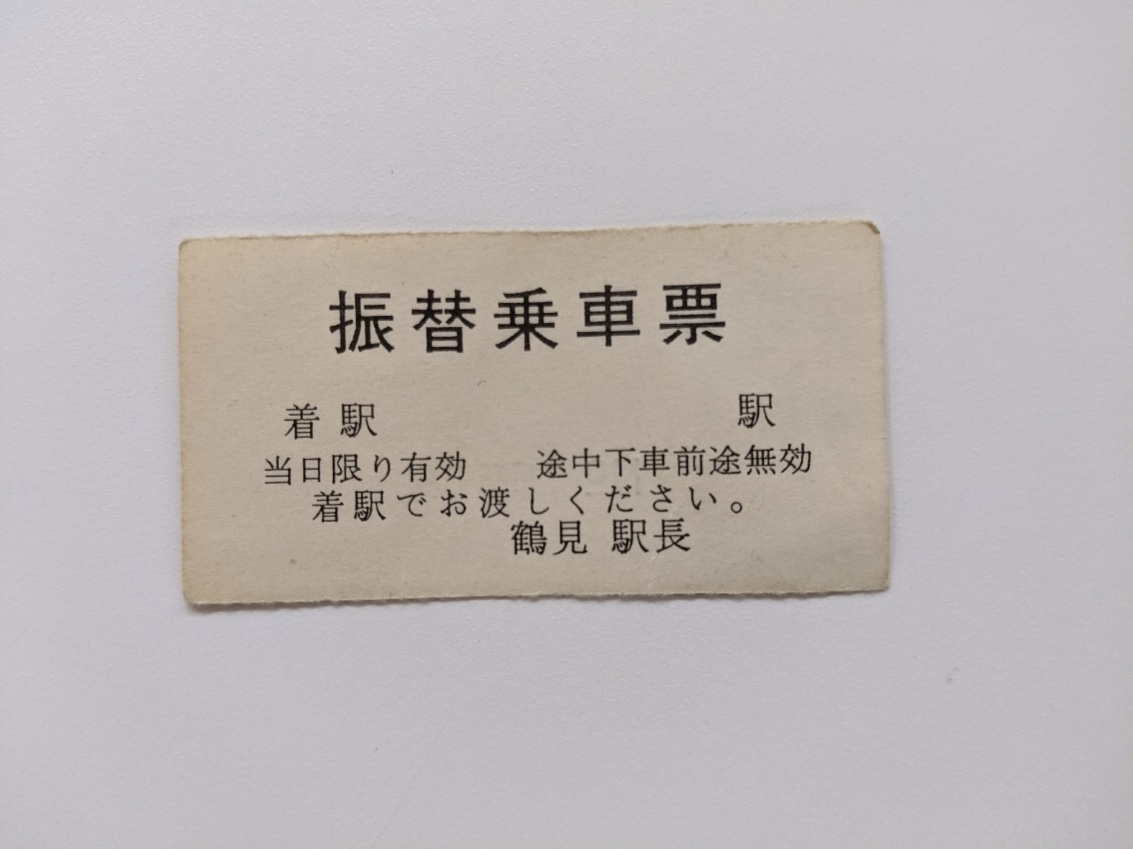 振替乗車票
着駅 駅
当日限り有効 途中下車前途無効
着駅でお渡しください。
鶴見 駅長